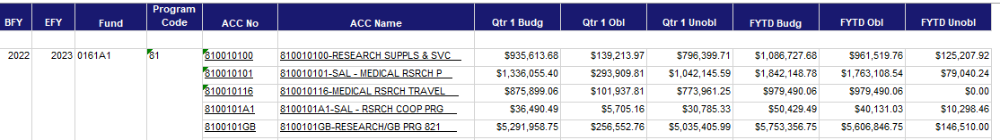 BFY EFY Fund Program Code ACC No ACC Name Qtr 1 Budg Qtr 1 Obl Qtr 1 Unobl FYTD Budg FYTD Obl FYTD Unobl
2022 2023 0161A1 81 810010100 810010100-RESEARCH SUPPLS & SVC $935,613.68 $139,213.97 $796,399.71 $1,086,727.68 $961,519.76 $125,207.92
810010101 810010101-SAL - MEDICAL RSRCH P $1,336,055.40 $293,909.81 $1,042,145.59 $1,842,148.78 $1,763,108.54 $79,040.24
810010116 810010116-MEDICAL RSRCH TRAVEL $875,899.06 $101,937.81 $773,961.25 $979,490.06 $979,490.06 $0.00
8100101A1 8100101A1-SAL - RSRCH COOP PRG $36,490.49 $5,705.16 $30,785.33 $50,429.49 $40,131.03 $10,298.46
8100101GB 8100101GB-RESEARCH/GB PRG 821 $5,291,958.75 $256,552.76 $5,035,405.99 $5,753,356.75 $5,606,846.75 $146,510.00